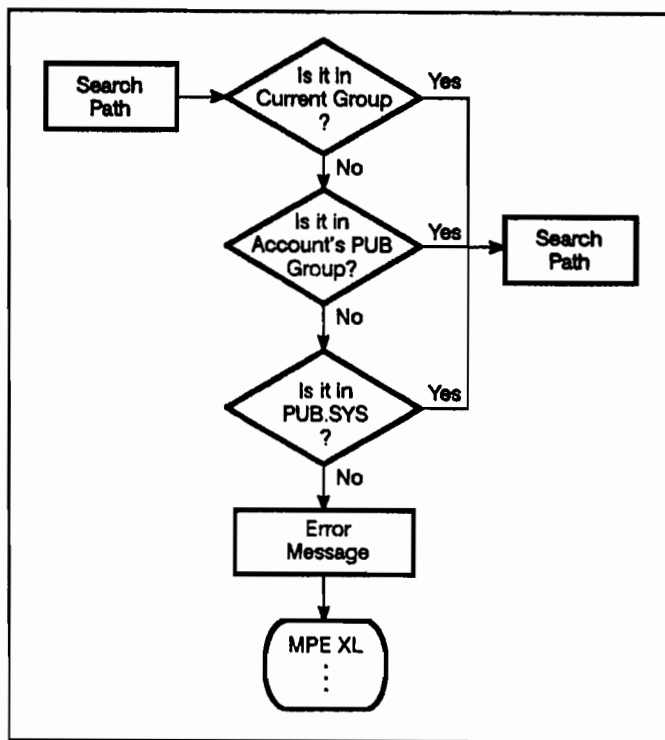 Search
Path
Is it in
Current Group
?
Yes
No
Is it in
Account's PUB
Group?
Yes
Search
Path
No
Is it in
PUB.SYS
?
Yes
No
Error
Message
MPE XL
.
.
.